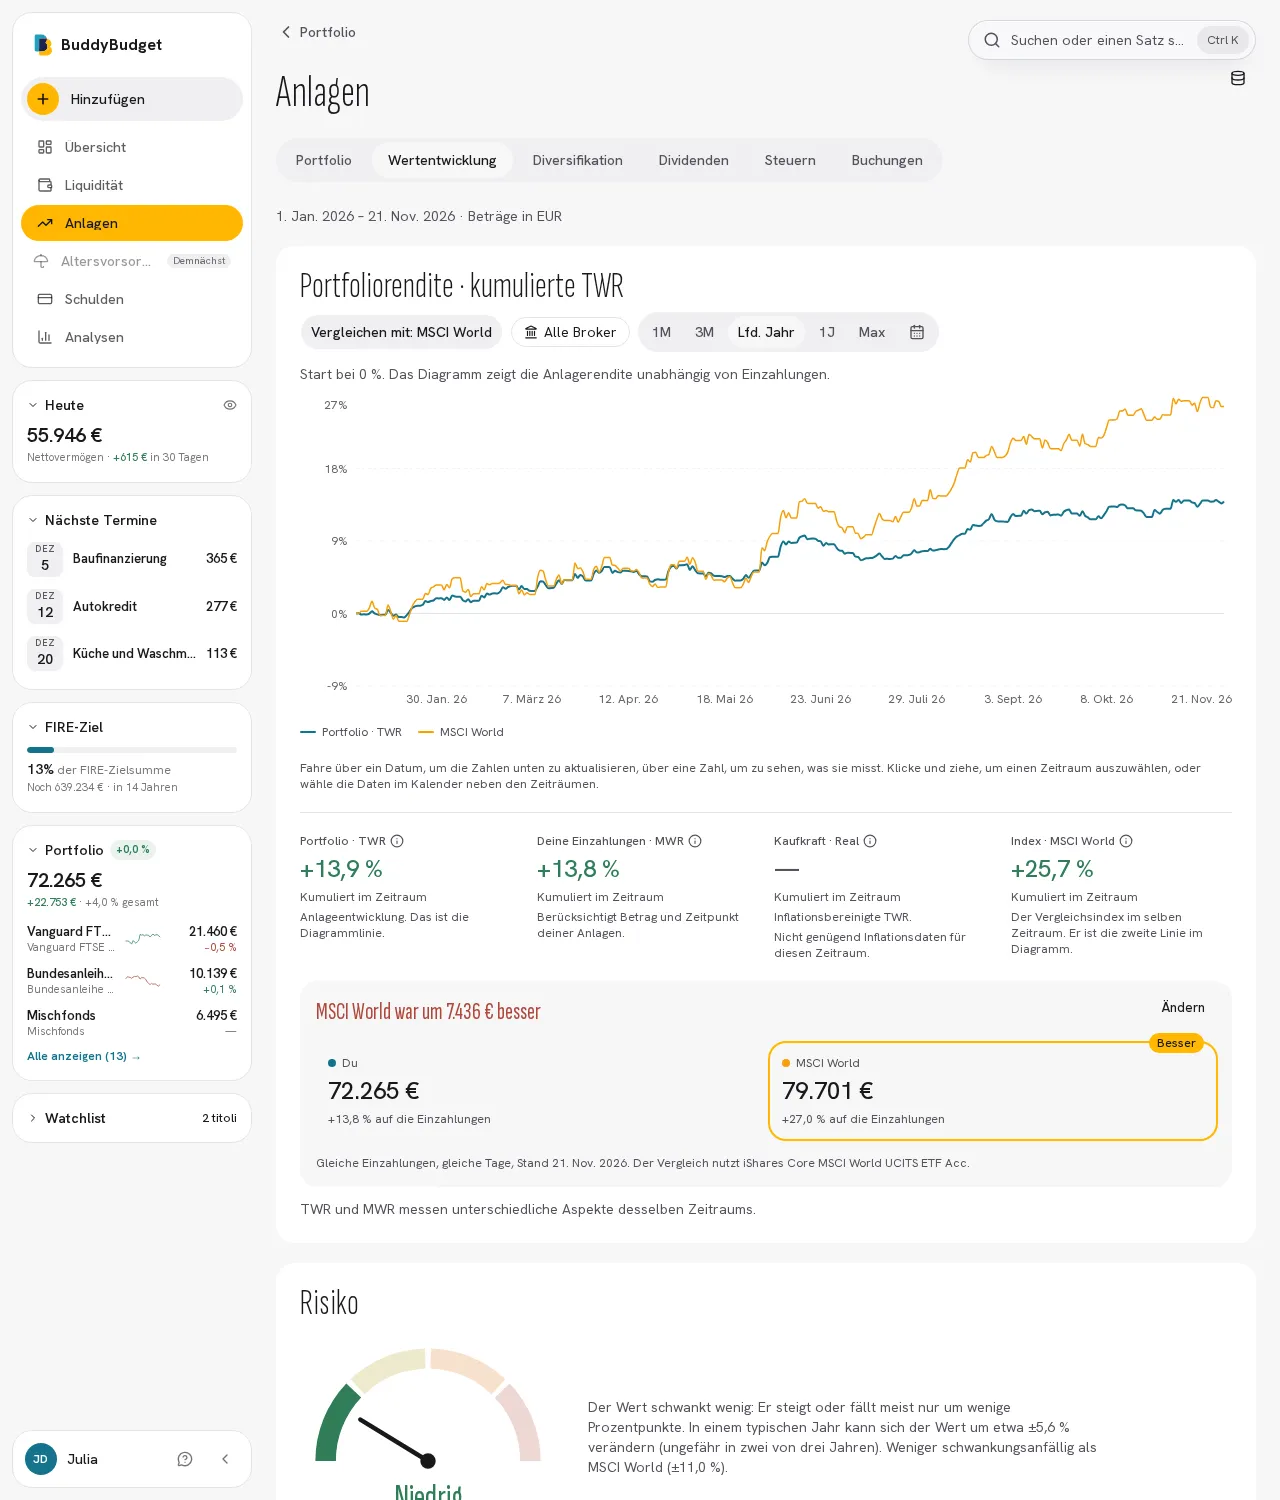 BuddyBudget
Hinzufügen
Übersicht
Liquidität
Anlagen
Altersvorsor... Demnächst
Schulden
Analysen
Heute
55.946 €
Nettovermögen · +615 € in 30 Tagen
Nächste Termine
DEZ
5
Baufinanzierung 365 €
DEZ
12
Autokredit 277 €
DEZ
20
Küche und Waschm... 113 €
FIRE-Ziel
13% der FIRE-Zielsumme
Noch 639.234 € · in 14 Jahren
Portfolio +0,0 %
72.265 €
+22.753 € · +4,0 % gesamt
Vanguard FT... 21.460 €
Vanguard FTSE ... −0,5 %
Bundesanleih... 10.139 €
Bundesanleihe ... +0,1 %
Mischfonds 6.495 €
Mischfonds —
Alle anzeigen (13) →
Watchlist 2 titoli
JD Julia
Portfolio
Suchen oder einen Satz s... Ctrl K
Anlagen
Portfolio Wertentwicklung Diversifikation Dividenden Steuern Buchungen
1. Jan. 2026 – 21. Nov. 2026 · Beträge in EUR
Portfoliorendite · kumulierte TWR
Vergleichen mit: MSCI World Alle Broker 1M 3M Lfd. Jahr 1J Max
Start bei 0 %. Das Diagramm zeigt die Anlagerendite unabhängig von Einzahlungen.
27%
18%
9%
0%
-9%
30. Jan. 26 7. März 26 12. Apr. 26 18. Mai 26 23. Juni 26 29. Juli 26 3. Sept. 26 8. Okt. 26 21. Nov. 26
Portfolio · TWR MSCI World
Fahre über ein Datum, um die Zahlen unten zu aktualisieren, über eine Zahl, um zu sehen, was sie misst. Klicke und ziehe, um einen Zeitraum auszuwählen, oder
wähle die Daten im Kalender neben den Zeiträumen.
Portfolio · TWR
+13,9 %
Kumuliert im Zeitraum
Anlageentwicklung. Das ist die
Diagrammlinie.
Deine Einzahlungen · MWR
+13,8 %
Kumuliert im Zeitraum
Berücksichtigt Betrag und Zeitpunkt
deiner Anlagen.
Kaufkraft · Real
—
Kumuliert im Zeitraum
Inflationsbereinigte TWR.
Nicht genügend Inflationsdaten für
diesen Zeitraum.
Index · MSCI World
+25,7 %
Kumuliert im Zeitraum
Der Vergleichsindex im selben
Zeitraum. Er ist die zweite Linie im
Diagramm.
MSCI World war um 7.436 € besser
Ändern
Du
72.265 €
+13,8 % auf die Einzahlungen
Besser
MSCI World
79.701 €
+27,0 % auf die Einzahlungen
Gleiche Einzahlungen, gleiche Tage, Stand 21. Nov. 2026. Der Vergleich nutzt iShares Core MSCI World UCITS ETF Acc.
TWR und MWR messen unterschiedliche Aspekte desselben Zeitraums.
Risiko
Niedrig
Der Wert schwankt wenig: Er steigt oder fällt meist nur um wenige
Prozentpunkte. In einem typischen Jahr kann sich der Wert um etwa ±5,6 %
verändern (ungefähr in zwei von drei Jahren). Weniger schwankungsanfällig als
MSCI World (±11,0 %).